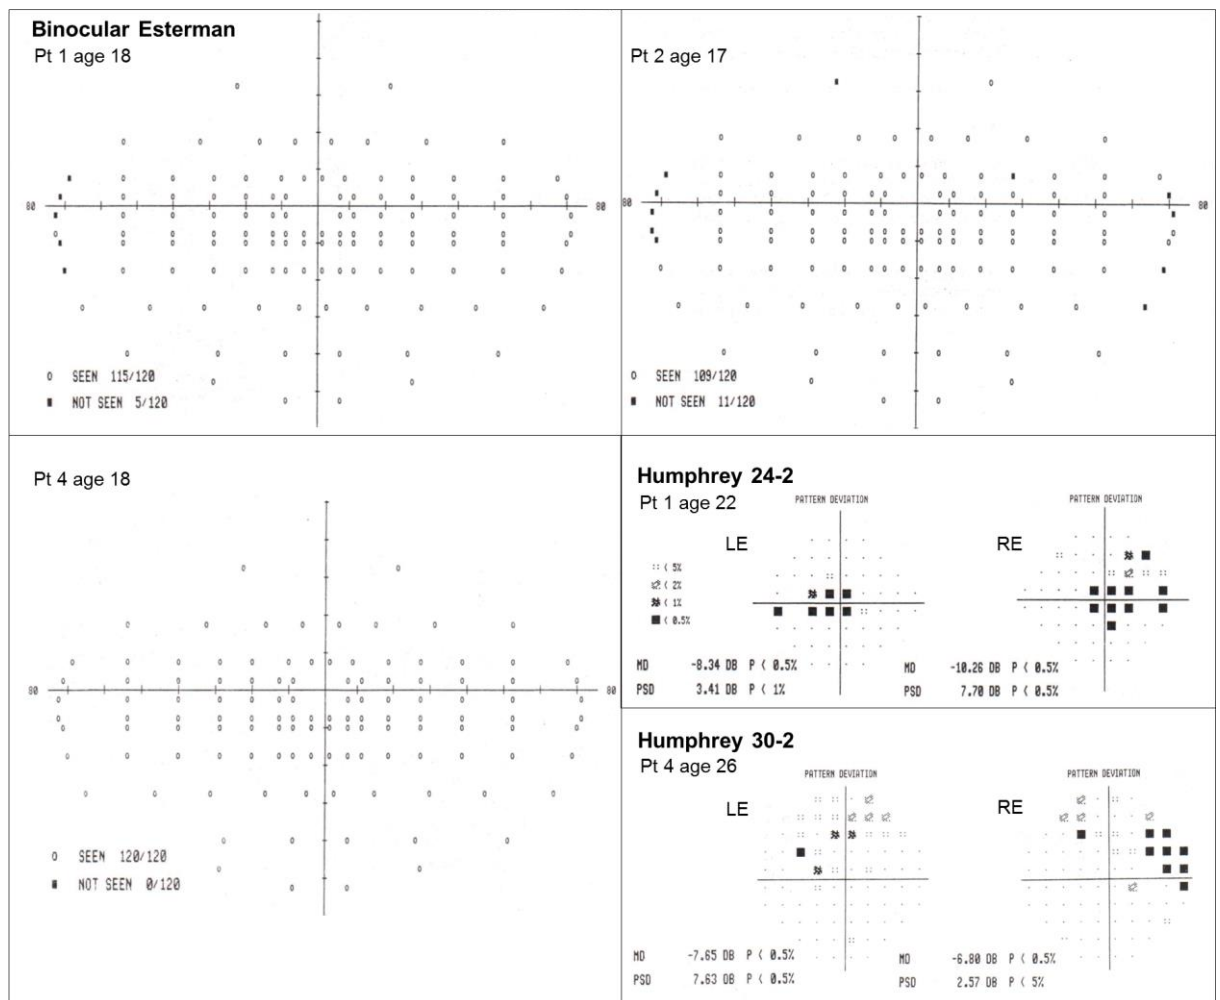 Binocular Esterman
Pt 1 age 18
80 80
O SEEN 115/120
■ NOT SEEN 5/120
Pt 2 age 17
80 80
O SEEN 109/120
■ NOT SEEN 11/120
Pt 4 age 18
80 80
O SEEN 120/120
■ NOT SEEN 0/120
Humphrey 24-2
Pt 1 age 22
PATTERN DEVIATION PATTERN DEVIATION
LE RE
< 5%
< 2%
< 1%
< 0.5%
MD -8.34 DB P < 0.5% MD -10.26 DB P < 0.5%
PSD 3.41 DB P < 1% PSD 7.70 DB P < 0.5%
Humphrey 30-2
Pt 4 age 26
PATTERN DEVIATION PATTERN DEVIATION
LE RE
MD -7.65 DB P < 0.5% MD -6.80 DB P < 0.5%
PSD 7.63 DB P < 0.5% PSD 2.57 DB P < 5%